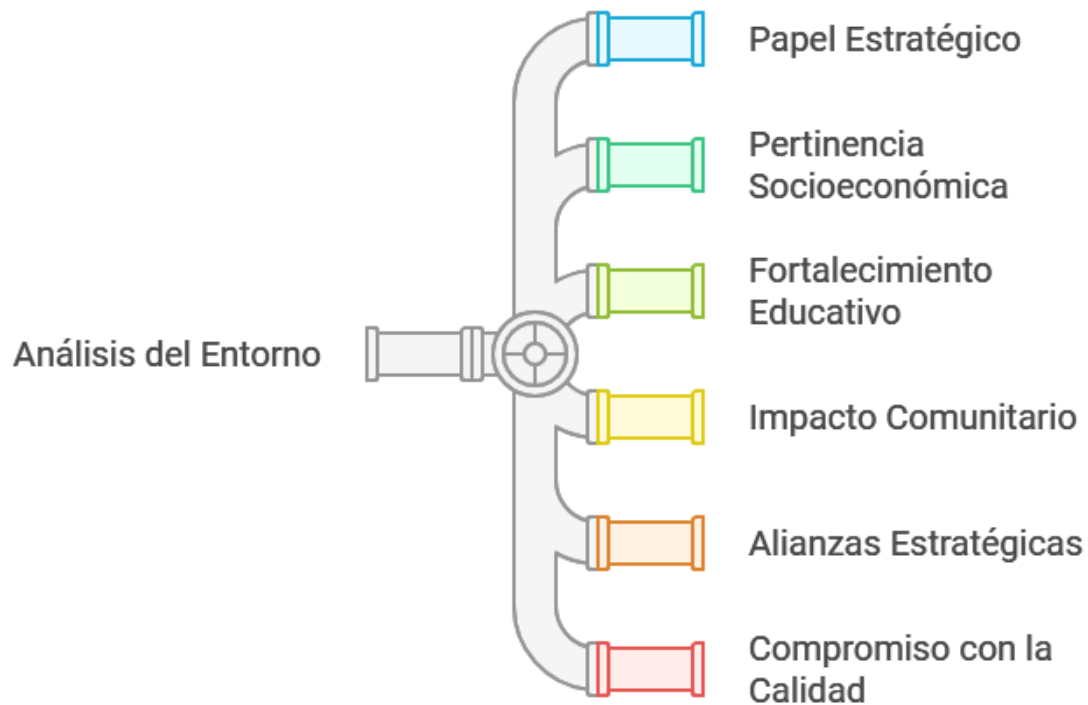 Papel Estratégico
Pertinencia
Socioeconómica
Fortalecimiento
Educativo
Análisis del Entorno
Impacto Comunitario
Alianzas Estratégicas
Compromiso con la
Calidad